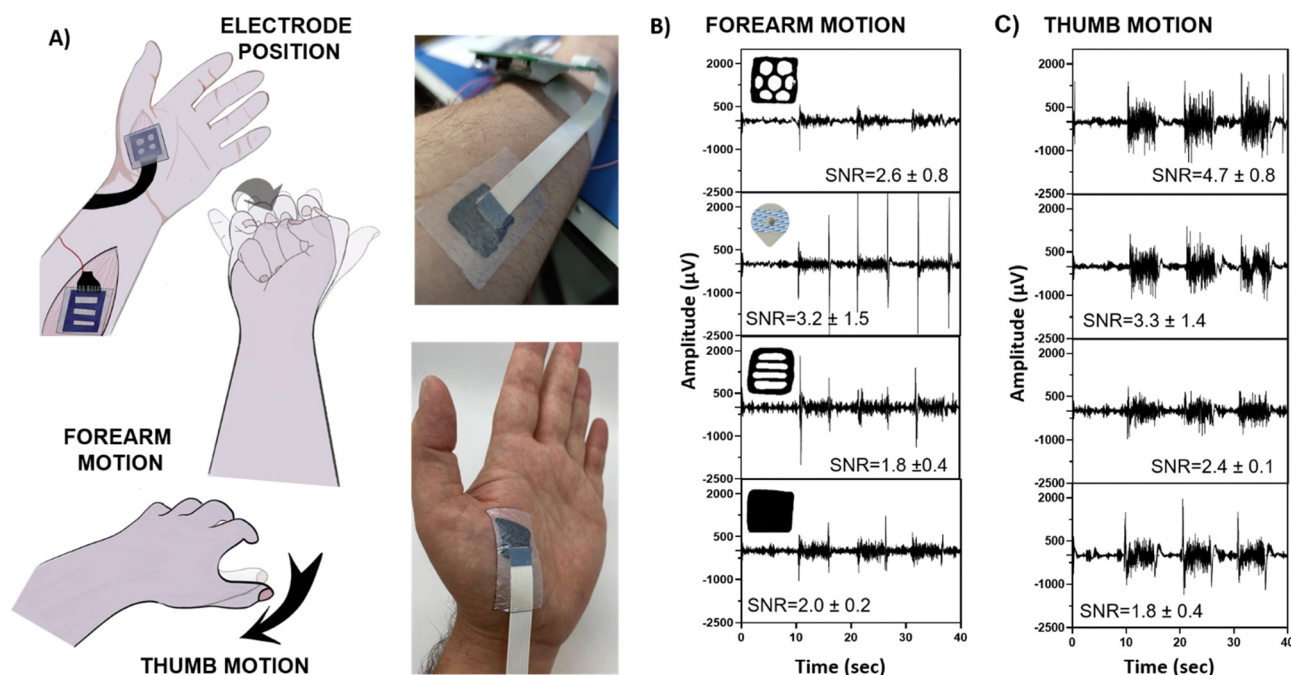 A)
ELECTRODE
POSITION
FOREARM
MOTION
THUMB MOTION
B)
FOREARM MOTION
Amplitude (µV)
2000
500
-1000
-2500
SNR=2.6 ± 0.8
2000
500
-1000
-2500
SNR=3.2 ± 1.5
2000
500
-1000
-2500
SNR=1.8 ±0.4
2000
500
-1000
-2500
SNR=2.0 ± 0.2
0 10 20 30 40
Time (sec)
C)
THUMB MOTION
Amplitude (µV)
2000
500
-1000
-2500
SNR=4.7 ± 0.8
2000
500
-1000
-2500
SNR=3.3 ± 1.4
2000
500
-1000
-2500
SNR=2.4 ± 0.1
2000
500
-1000
-2500
SNR=1.8 ± 0.4
0 10 20 30 40
Time (sec)